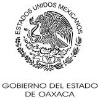 ESTADOS UNIDOS MEXICANOS
GOBIERNO DEL ESTADO
DE OAXACA